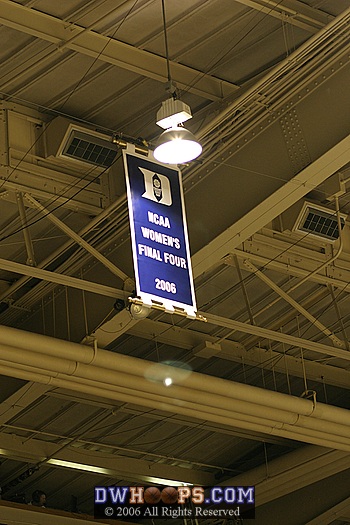 D
NCAA
WOMEN'S
FINAL FOUR
2006
DWHOOPS.COM
© 2006 All Rights Reserved